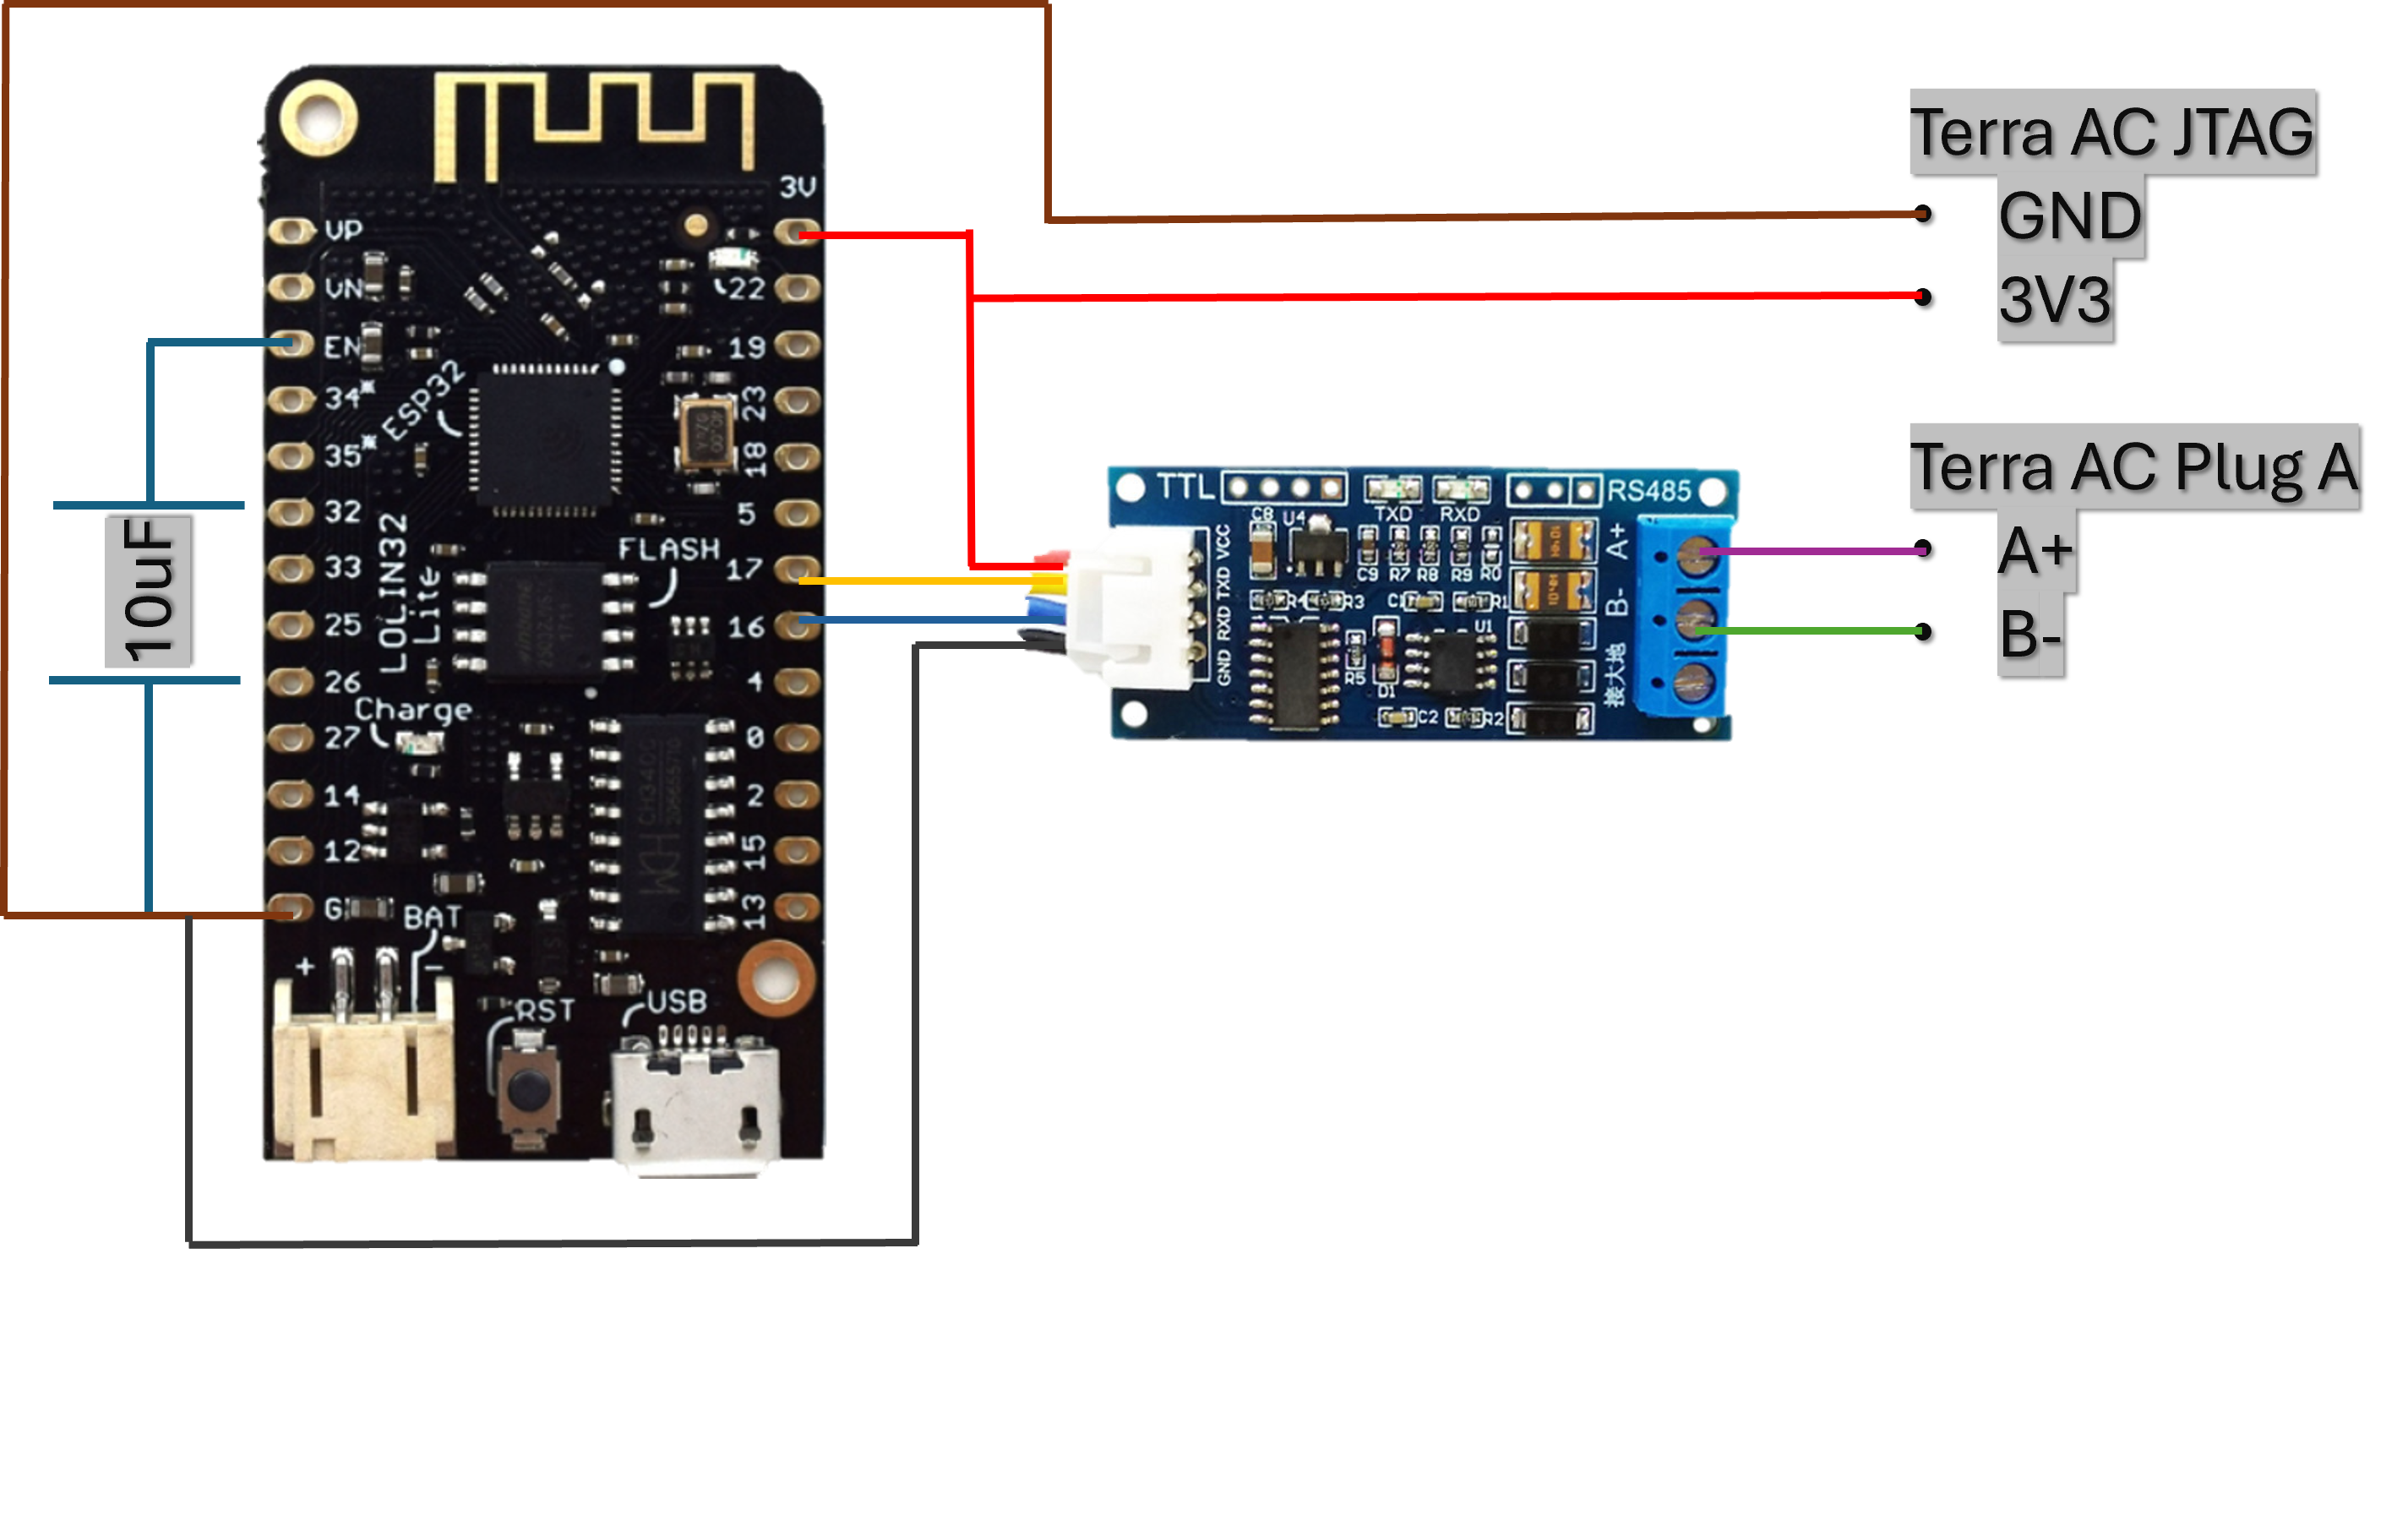 Terra AC JTAG
GND
3V3
Terra AC Plug A
A+
B-
10uF
3V
VP
VN
EN
34*
35*
32
33
25
26
27
14
12
G
22
19
23
18
5
17
16
4
0
2
15
13
ESP32
LOLIN32
Lite
FLASH
Charge
BAT
+
-
RST
USB
CH340C
TTL
TXD
RXD
RS485
C8
U4
C9
R7
R8
R9
R0
VCC
TXD
RXD
GND
R4
R3
R1
R5
D1
U1
C2
R2
A+
B-
接大地